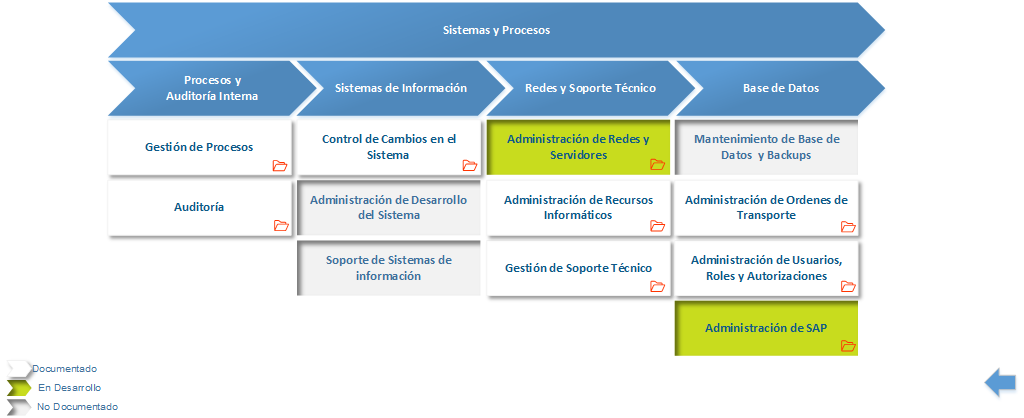 Sistemas y Procesos
Procesos y
Auditoría Interna
Sistemas de Información
Redes y Soporte Técnico
Base de Datos
Gestión de Procesos
Control de Cambios en el
Sistema
Administración de Redes y
Servidores
Mantenimiento de Base de
Datos y Backups
Auditoría
Administración de Desarrollo
del Sistema
Administración de Recursos
Informáticos
Administración de Ordenes de
Transporte
Soporte de Sistemas de
información
Gestión de Soporte Técnico
Administración de Usuarios,
Roles y Autorizaciones
Administración de SAP
Documentado
En Desarrollo
No Documentado